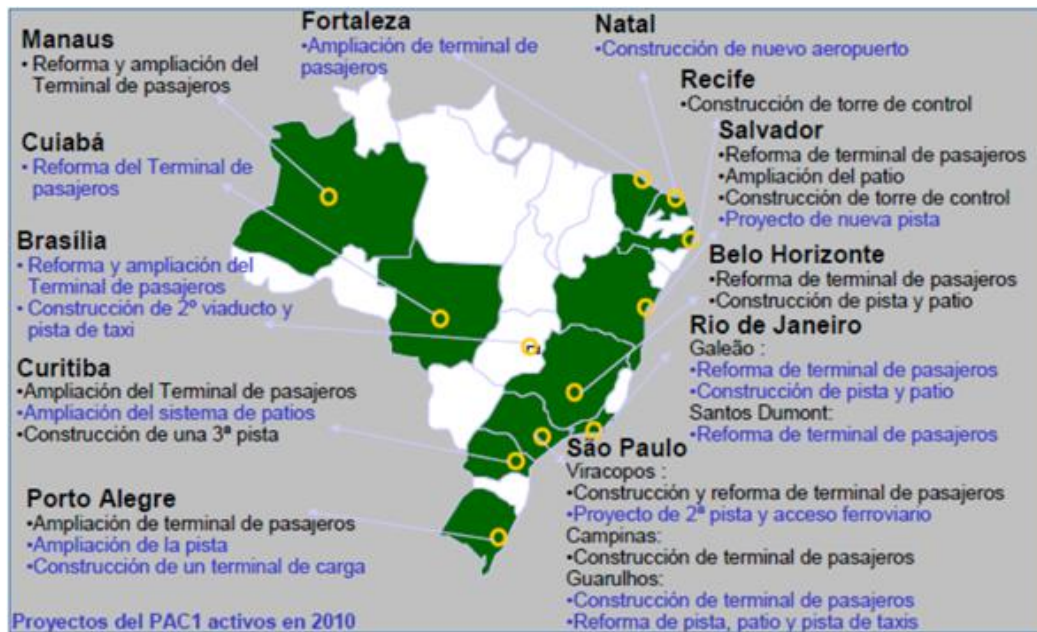 Manaus
• Reforma y ampliación del
Terminal de pasajeros
Fortaleza
•Ampliación de terminal de
pasajeros
Natal
•Construcción de nuevo aeropuerto
Recife
•Construcción de torre de control
Salvador
•Reforma de terminal de pasajeros
•Ampliación del patio
•Construcción de torre de control
•Proyecto de nueva pista
Cuiabá
• Reforma del Terminal de
pasajeros
Brasília
• Reforma y ampliación del
Terminal de pasajeros
• Construcción de 2º viaducto y
pista de taxi
Belo Horizonte
•Reforma de terminal de pasajeros
•Construcción de pista y patio
Rio de Janeiro
Galeão :
•Reforma de terminal de pasajeros
•Construcción de pista y patio
Santos Dumont:
•Reforma de terminal de pasajeros
Curitiba
•Ampliación del Terminal de pasajeros
•Ampliación del sistema de patios
•Construcción de una 3ª pista
São Paulo
Viracopos :
•Construcción y reforma de terminal de pasajeros
•Proyecto de 2ª pista y acceso ferroviario
Campinas:
•Construcción de terminal de pasajeros
Guarulhos:
•Construcción de terminal de pasajeros
•Reforma de pista, patio y pista de taxis
Porto Alegre
•Ampliación de terminal de pasajeros
•Ampliación de la pista
•Construcción de un terminal de carga
Proyectos del PAC1 activos en 2010